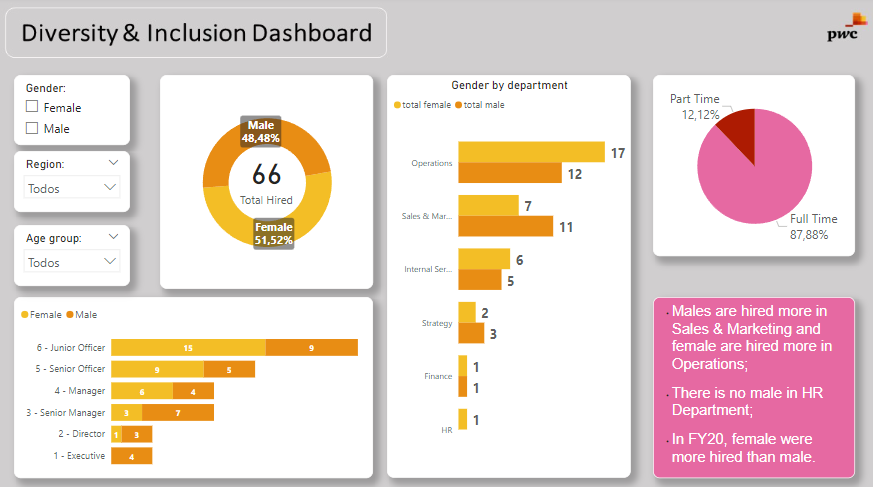 Diversity & Inclusion Dashboard
pwc
Gender:
Female
Male
Region:
Todos
Age group:
Todos
Male
48,48%
66
Total Hired
Female
51,52%
Gender by department
total female total male
Operations 17
12
Sales & Mar... 7
11
Internal Ser... 6
5
Strategy 2
3
Finance 1
1
HR 1
Part Time
12,12%
Full Time
87,88%
Female Male
6 - Junior Officer 15 9
5 - Senior Officer 9 5
4 - Manager 6 4
3 - Senior Manager 3 7
2 - Director 1 3
1 - Executive 4
. Males are hired more in
Sales & Marketing and
female are hired more in
Operations;
. There is no male in HR
Department;
. In FY20, female were
more hired than male.